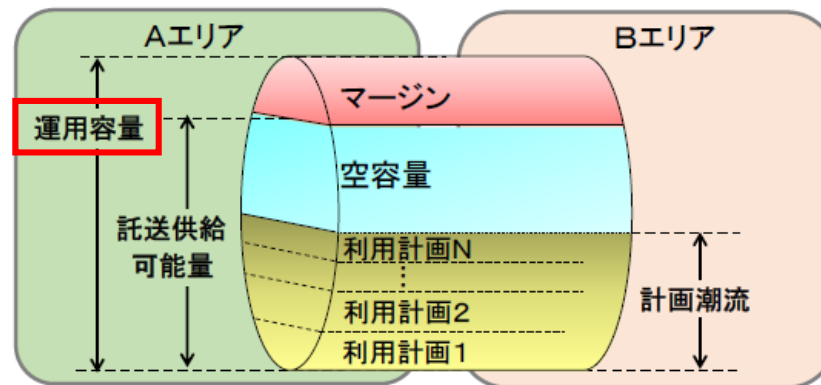 Aエリア
Bエリア
マージン
運用容量
空容量
託送供給
可能量
利用計画N
⋮
利用計画2
利用計画1
計画潮流